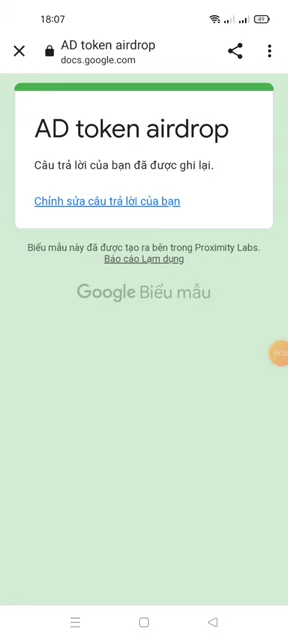 18:07
49
AD token airdrop
docs.google.com
AD token airdrop
Câu trả lời của bạn đã được ghi lại.
Chỉnh sửa câu trả lời của bạn
Biểu mẫu này đã được tạo ra bên trong Proximity Labs.
Báo cáo Lạm dụng
Google Biểu mẫu